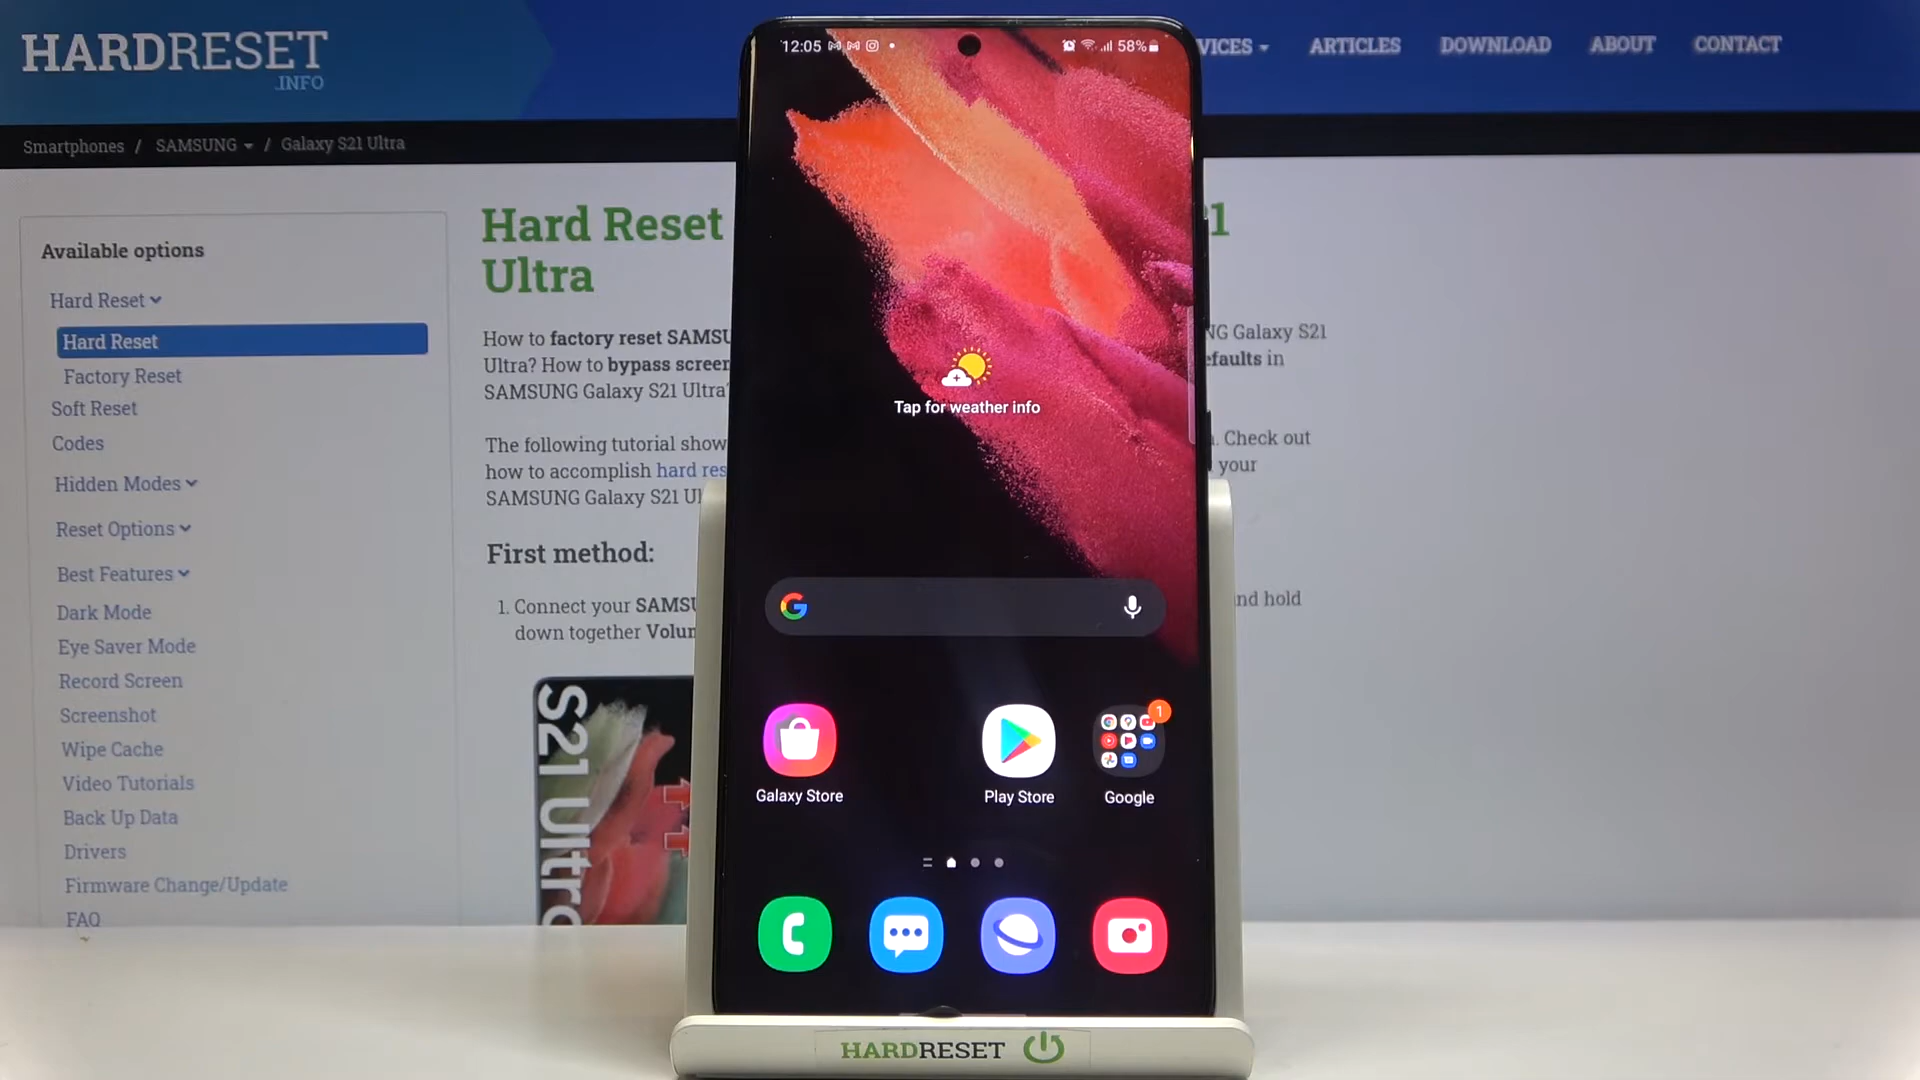 HARDRESET
.INFO
VICES
ARTICLES
DOWNLOAD
ABOUT
CONTACT
Smartphones / SAMSUNG / Galaxy S21 Ultra
Available options
Hard Reset
Hard Reset
Factory Reset
Soft Reset
Codes
Hidden Modes
Reset Options
Best Features
Dark Mode
Eye Saver Mode
Record Screen
Screenshot
Wipe Cache
Video Tutorials
Back Up Data
Drivers
Firmware Change/Update
FAQ
Hard Reset
Ultra
How to factory reset SAMSU
Ultra? How to bypass screen
SAMSUNG Galaxy S21 Ultra?
The following tutorial show
how to accomplish hard res
SAMSUNG Galaxy S21 Ul
First method:
1. Connect your SAMSU
down together Volum
S21 Ultra
12:05
58%
Tap for weather info
G
Galaxy Store
Play Store
1
Google
NG Galaxy S21
efaults in
. Check out
your
nd hold
HARDRESET